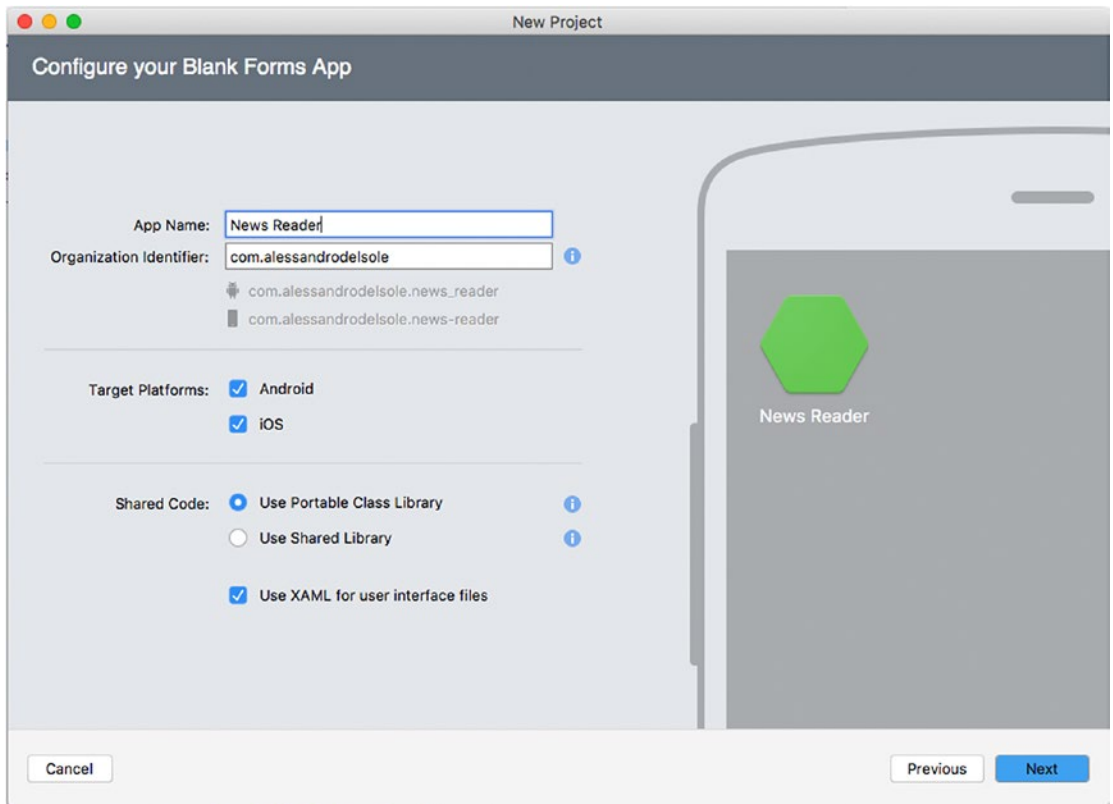 New Project
Configure your Blank Forms App
App Name: News Reader
Organization Identifier: com.alessandrodelsole
com.alessandrodelsole.news_reader
com.alessandrodelsole.news-reader
Target Platforms: Android
iOS
Shared Code: Use Portable Class Library
Use Shared Library
Use XAML for user interface files
News Reader
Cancel Previous Next